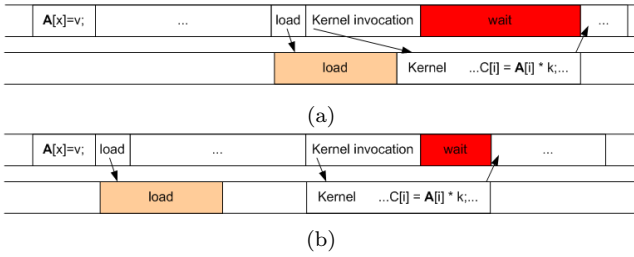 A[x]=v; ... load Kernel invocation wait ...
load Kernel ...C[i] = A[i] * k;...
(a)
A[x]=v; load ... Kernel invocation wait ...
load Kernel ...C[i] = A[i] * k;...
(b)